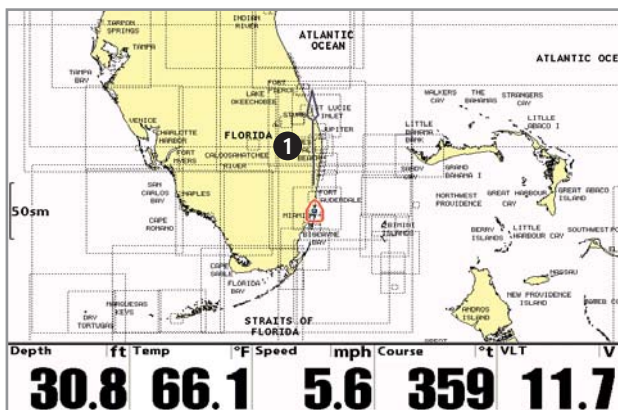 INDIAN
RIVER
TARPON
SPRINGS
ATLANTIC
OCEAN
TAMPA
ATLANTIC OCE
TAMPA
BAY
FORT
PIERCE
WALKERS
CAY
THE
BAHAMAS
STRANGERS
CAY
LAKE
OKEECHOBEE
ST LUCIE
INLET
VENICE
CHARLOTTE
HARBOR
FLORIDA
1
JUPITER
LITTLE
BAHAMA
BANK
LITTLE
ABACO I
FORT
MYERS
CALOOSAHATCHEE
RIVER
BEACH
SANDY
CAY
GRAND
BAHAMA I
SAN
CARLOS
BAY
NAPLES
FORT
LAUDERDALE
NORTHWEST
PROVIDENCE
GREAT HARBOUR
CAY
GREAT ABACO
ISLAND
50sm
CAPE
ROMANO
MIAMI
BISCAYNE
BAY
BIMINI
ISLANDS
BERRY
ISLANDS
LITTLE
HARBOUR CAY
SOUTHWEST
CAPE
SABLE
FLORIDA
BAY
NASSAU
MARQUESAS
KEYS
DRY
TORTUGAS
STRAITS OF
FLORIDA
ANDROS
ISLAND
NEW PROVIDENCE
ISLAND
Depth ft Temp °F Speed mph Course °t VLT V
30.8 66.1 5.6 359 11.7